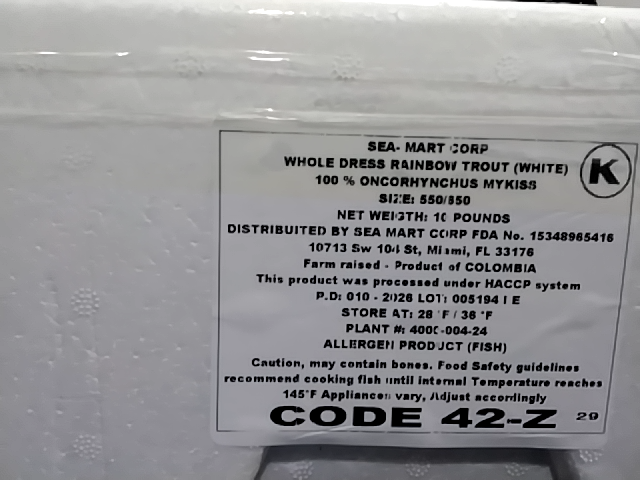 SEA- MART CORP
WHOLE DRESS RAINBOW TROUT (WHITE)
K
100 % ONCORHYNCHUS MYKISS
SIZE: 550/850
NET WEIGTH: 10 POUNDS
DISTRIBUITED BY SEA MART CORP FDA No. 15348965416
10713 Sw 104 St, Miami, FL 33176
Farm raised - Product of COLOMBIA
This product was processed under HACCP system
P.D: 010 - 2026 LOT: 005194 I E
STORE AT: 28 °F / 36 °F
PLANT #: 400C-004-24
ALLERGEN PRODUCT (FISH)
Caution, may contain bones. Food Safety guidelines
recommend cooking fish until internal Temperature reaches
145°F Appliances vary, Adjust accordingly
CODE 42-Z 29